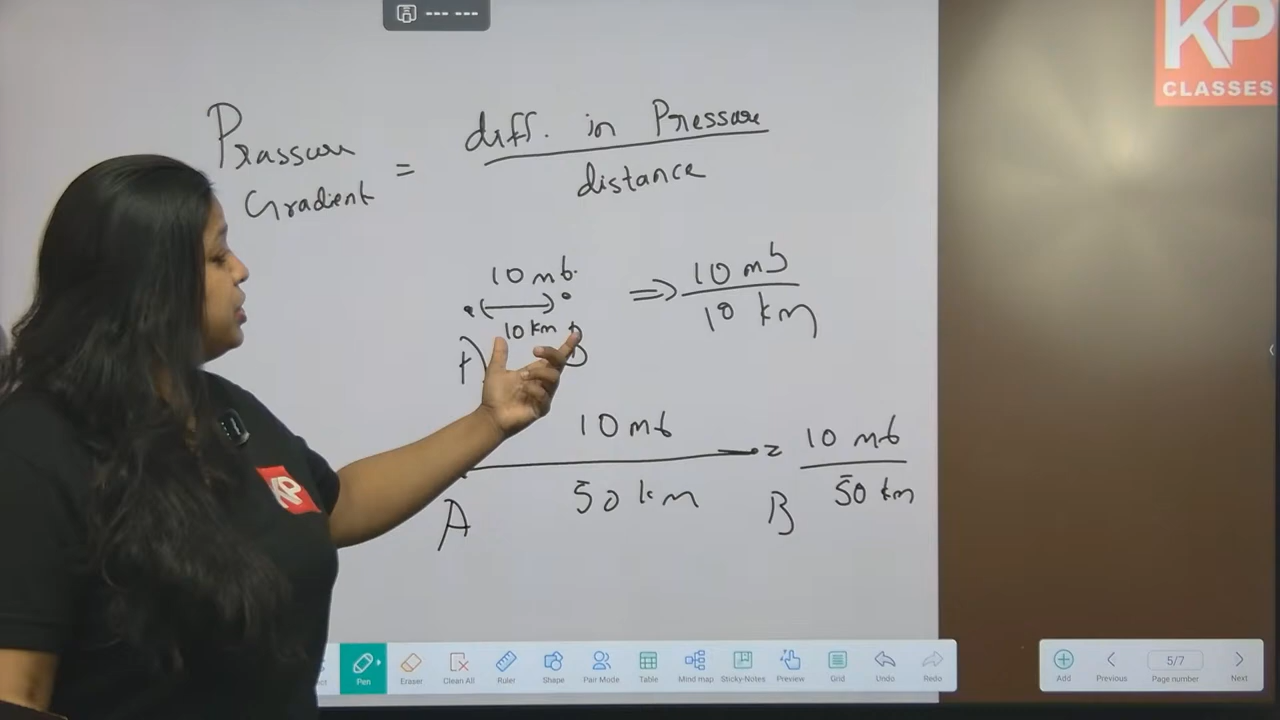 KP
CLASSES
Prassure
Gradient
=
diff. in Pressure
distance
10 mb.
10 km
A
B
⇒ 10 mb
10 km
10 mb
50 km
A
B
= 10 mb
50 km
KP
Pen
Eraser
Clean All
Ruler
Shape
Pair Mode
Table
Mind map
Sticky-Notes
Preview
Grid
Undo
Redo
Add
Previous
5/7
Page number
Next